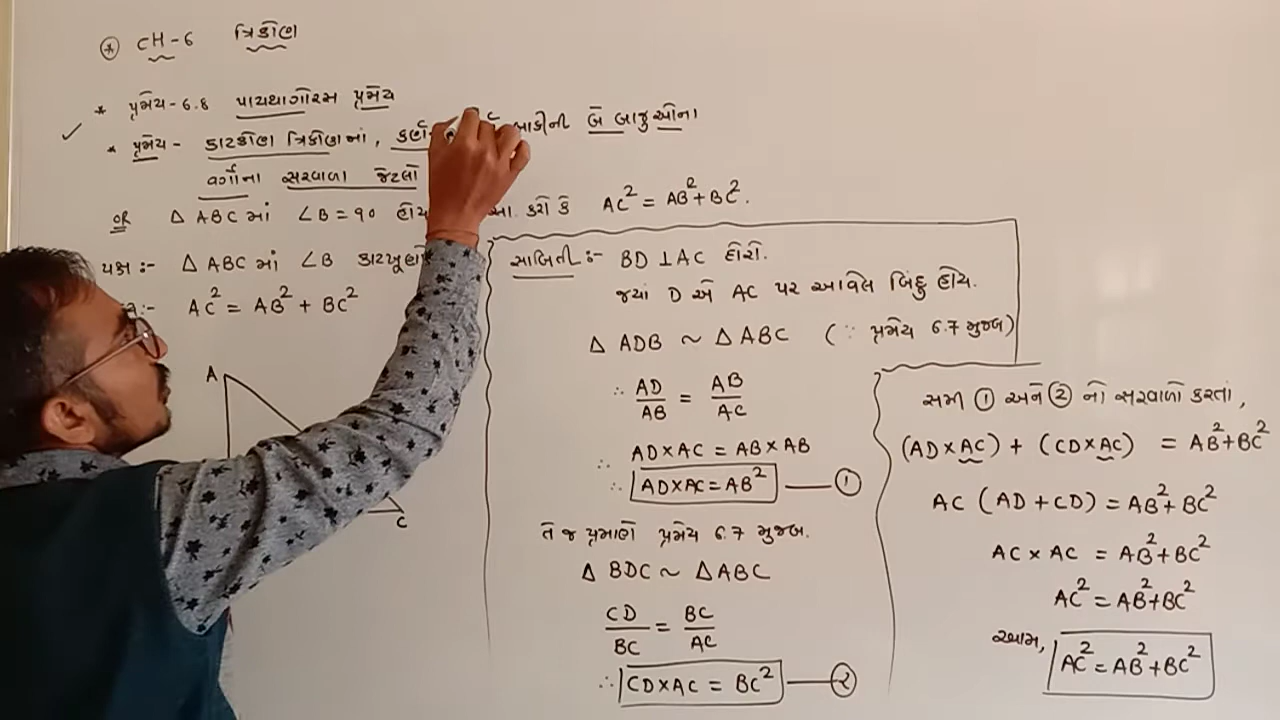 * CH-6 ત્રિકોણ
* પ્રમેય-6.8 પાયથાગોરસ પ્રમેય
* પ્રમેય - કાટકોણ ત્રિકોણમાં, કર્ણ બાકીની બે બાજુઓના
વર્ગોના સરવાળા જેટલો
OR △ ABC માં ∠B = 90 હોય કરો કે AC² = AB² + BC².
પક્ષ :- △ ABC માં ∠B કાટખૂણો
:- AC² = AB² + BC²
A
C
સાબિતી :- BD ⊥ AC દોરો.
જ્યાં D એ AC પર આવેલ બિંદુ હોય.
△ ADB ~ △ ABC (∵ પ્રમેય 6.7 મુજબ)
∴ AD/AB = AB/AC
∴ AD × AC = AB × AB
∴ AD × AC = AB² — ①
તે જ પ્રમાણે પ્રમેય 6.7 મુજબ.
△ BDC ~ △ ABC
CD/BC = BC/AC
∴ CD × AC = BC² — ②
સમી ① અને ② નો સરવાળો કરતાં,
(AD × AC) + (CD × AC) = AB² + BC²
AC (AD + CD) = AB² + BC²
AC × AC = AB² + BC²
AC² = AB² + BC²
આમ, AC² = AB² + BC²